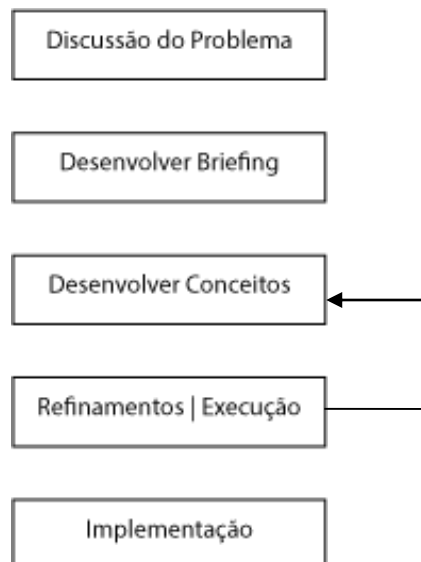 Discussão do Problema
Desenvolver Briefing
Desenvolver Conceitos
Refinamentos | Execução
Implementação